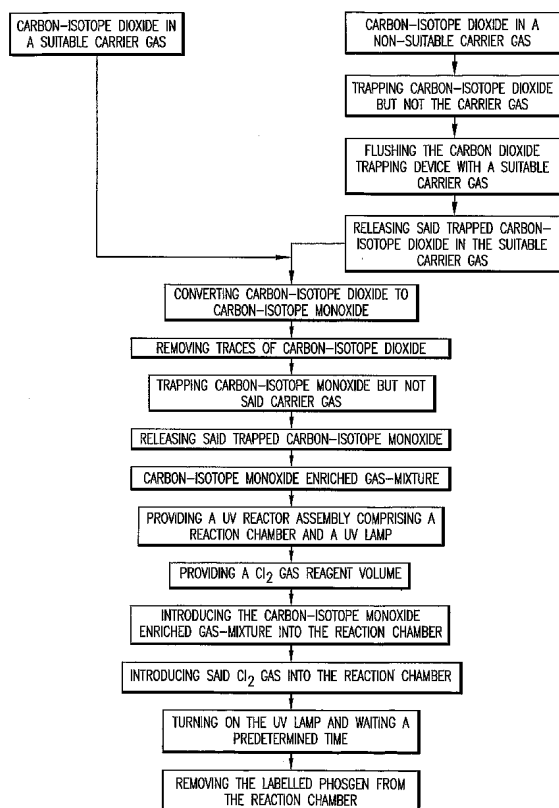 CARBON-ISOTOPE DIOXIDE IN
A SUITABLE CARRIER GAS
CARBON-ISOTOPE DIOXIDE IN A
NON-SUITABLE CARRIER GAS
TRAPPING CARBON-ISOTOPE DIOXIDE
BUT NOT THE CARRIER GAS
FLUSHING THE CARBON DIOXIDE
TRAPPING DEVICE WITH A SUITABLE
CARRIER GAS
RELEASING SAID TRAPPED CARBON-
ISOTOPE DIOXIDE IN THE SUITABLE
CARRIER GAS
CONVERTING CARBON-ISOTOPE DIOXIDE TO
CARBON-ISOTOPE MONOXIDE
REMOVING TRACES OF CARBON-ISOTOPE DIOXIDE
TRAPPING CARBON-ISOTOPE MONOXIDE BUT NOT
SAID CARRIER GAS
RELEASING SAID TRAPPED CARBON-ISOTOPE MONOXIDE
CARBON-ISOTOPE MONOXIDE ENRICHED GAS-MIXTURE
PROVIDING A UV REACTOR ASSEMBLY COMPRISING A
REACTION CHAMBER AND A UV LAMP
PROVIDING A Cl2 GAS REAGENT VOLUME
INTRODUCING THE CARBON-ISOTOPE MONOXIDE
ENRICHED GAS-MIXTURE INTO THE REACTION CHAMBER
INTRODUCING SAID Cl2 GAS INTO THE REACTION CHAMBER
TURNING ON THE UV LAMP AND WAITING A
PREDETERMINED TIME
REMOVING THE LABELLED PHOSGEN FROM
THE REACTION CHAMBER